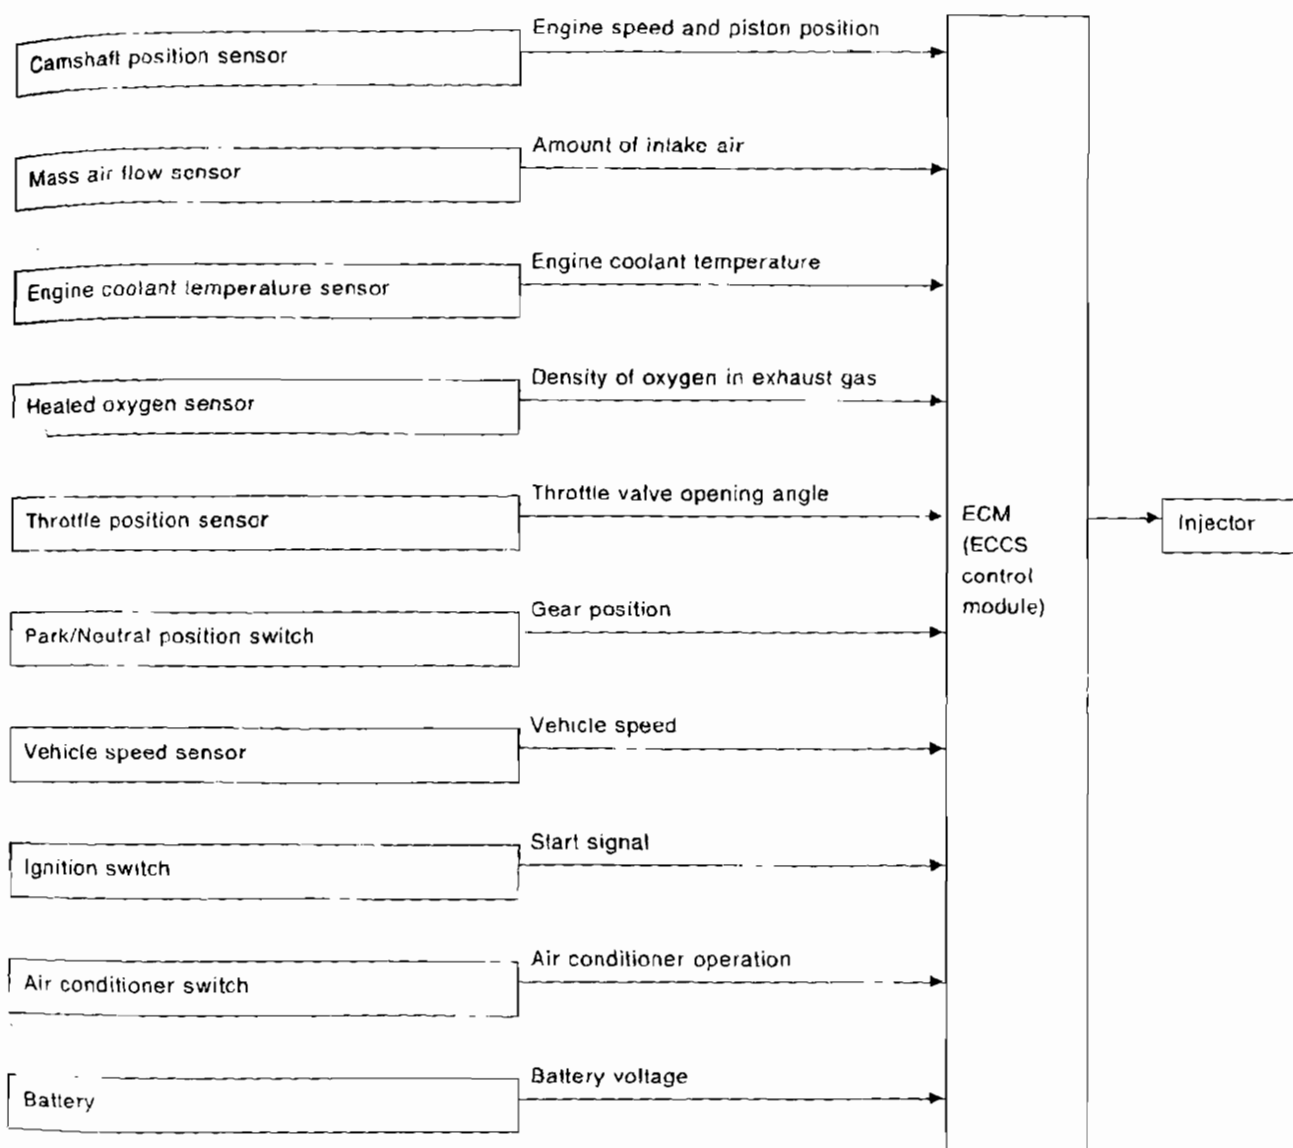 Engine speed and piston position
Camshaft position sensor
Amount of intake air
Mass air flow sensor
Engine coolant temperature
Engine coolant temperature sensor
Density of oxygen in exhaust gas
Heated oxygen sensor
Throttle valve opening angle
Throttle position sensor
ECM
(ECCS
control
module)
Injector
Gear position
Park/Neutral position switch
Vehicle speed
Vehicle speed sensor
Start signal
Ignition switch
Air conditioner operation
Air conditioner switch
Battery voltage
Battery